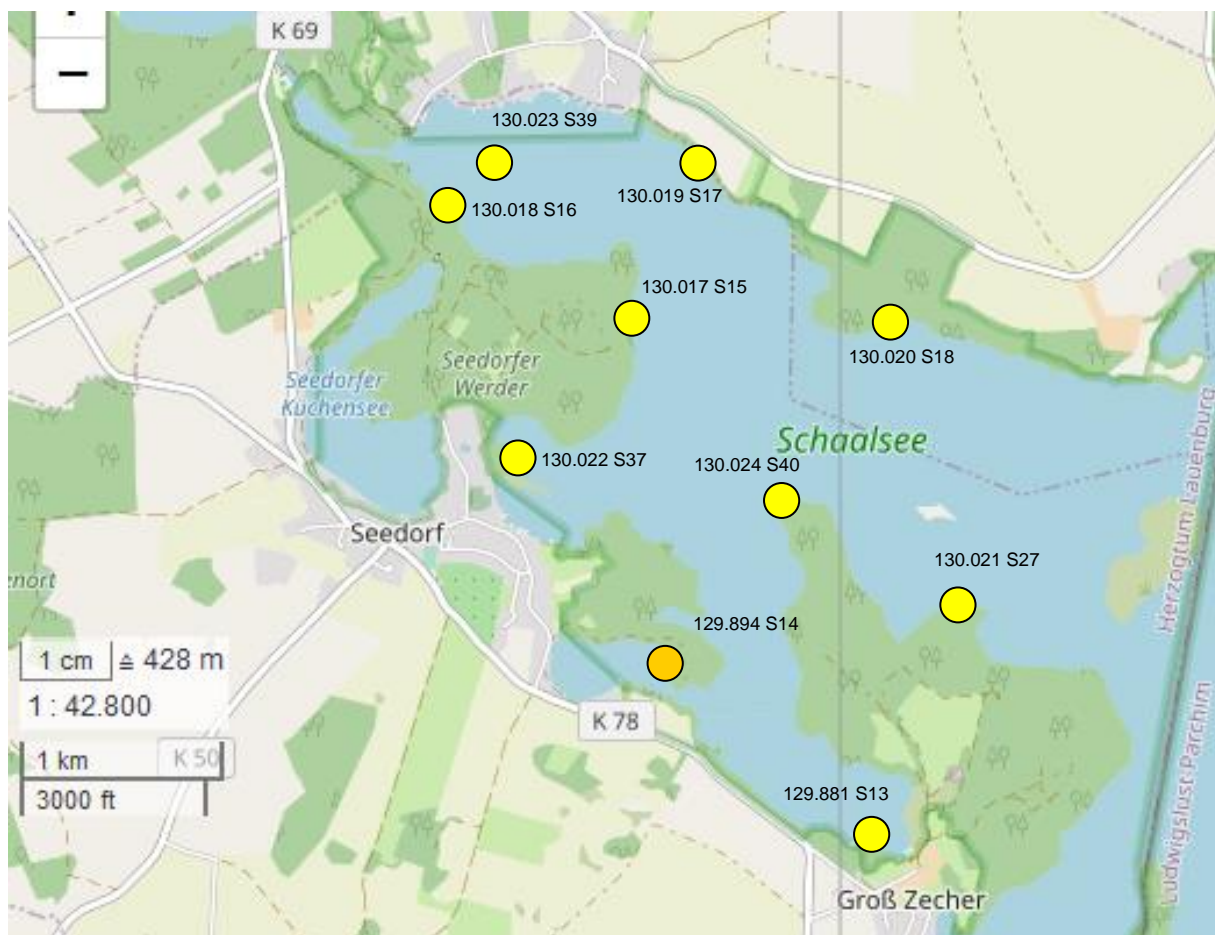 +
K 69
−
130.023 S39
130.019 S17
130.018 S16
130.017 S15
130.020 S18
Seedorfer
Werder
Seedorfer
Küchensee
Schaalsee
130.022 S37
130.024 S40
Herzogtum Lauenburg
Seedorf
130.021 S27
enort
129.894 S14
1 cm ≙ 428 m
1 : 42.800
K 78
1 km
K 50
3000 ft
129.881 S13
Ludwigslust-Parchim
Groß Zecher